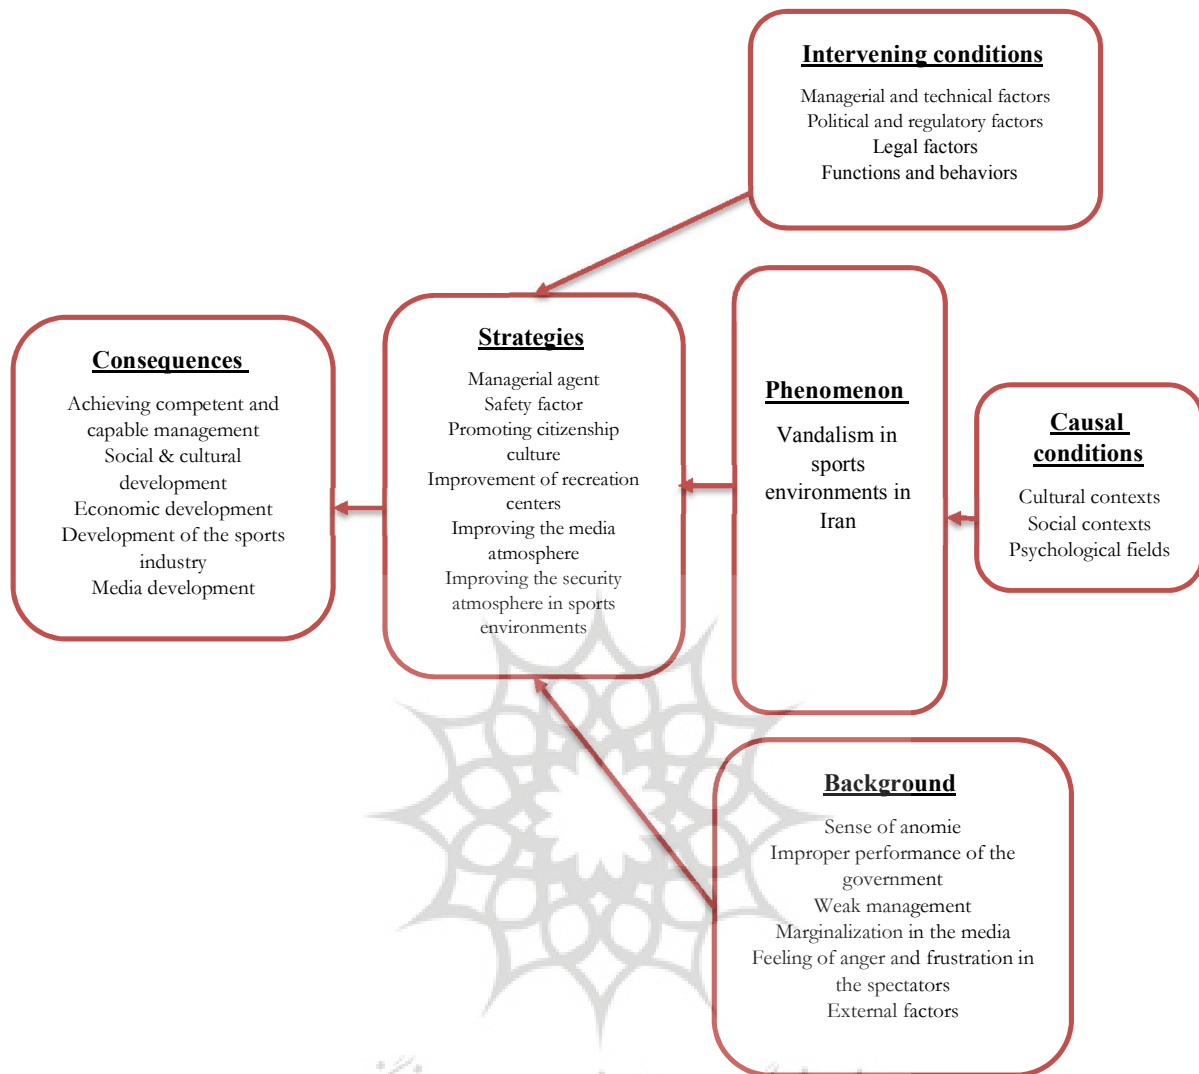 Intervening conditions
Managerial and technical factors
Political and regulatory factors
Legal factors
Functions and behaviors
Consequences
Achieving competent and
capable management
Social & cultural
development
Economic development
Development of the sports
industry
Media development
Strategies
Managerial agent
Safety factor
Promoting citizenship
culture
Improvement of recreation
centers
Improving the media
atmosphere
Improving the security
atmosphere in sports
environments
Phenomenon
Vandalism in
sports
environments in
Iran
Causal
conditions
Cultural contexts
Social contexts
Psychological fields
Background
Sense of anomie
Improper performance of the
government
Weak management
Marginalization in the media
Feeling of anger and frustration in
the spectators
External factors